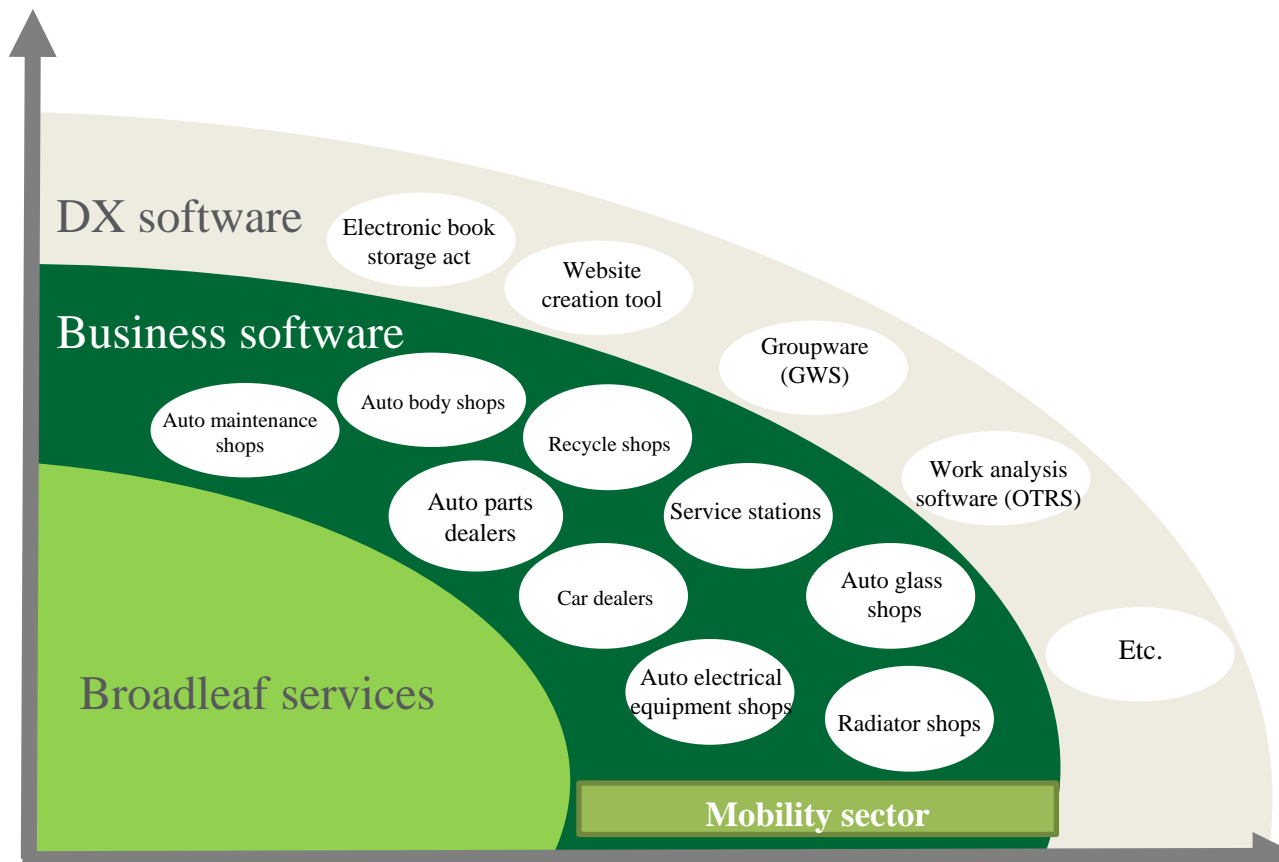 DX software
Electronic book
storage act
Website
creation tool
Groupware
(GWS)
Work analysis
software (OTRS)
Etc.
Business software
Auto maintenance
shops
Auto body shops
Recycle shops
Auto parts
dealers
Service stations
Car dealers
Auto glass
shops
Auto electrical
equipment shops
Radiator shops
Broadleaf services
Mobility sector